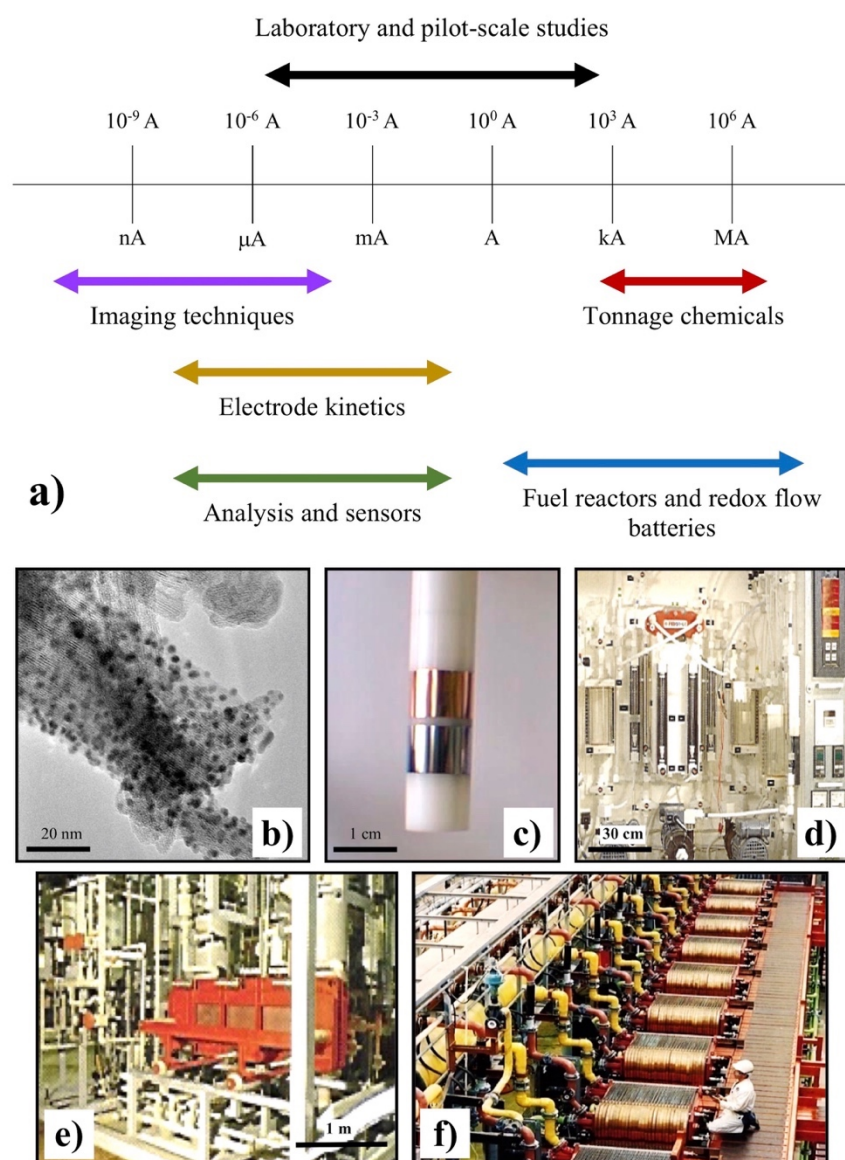 Laboratory and pilot-scale studies
10⁻⁹ A 10⁻⁶ A 10⁻³ A 10⁰ A 10³ A 10⁶ A
nA μA mA A kA MA
Imaging techniques
Tonnage chemicals
Electrode kinetics
a)
Analysis and sensors
Fuel reactors and redox flow
batteries
20 nm
b)
1 cm
c)
30 cm
d)
e)
1 m
f)